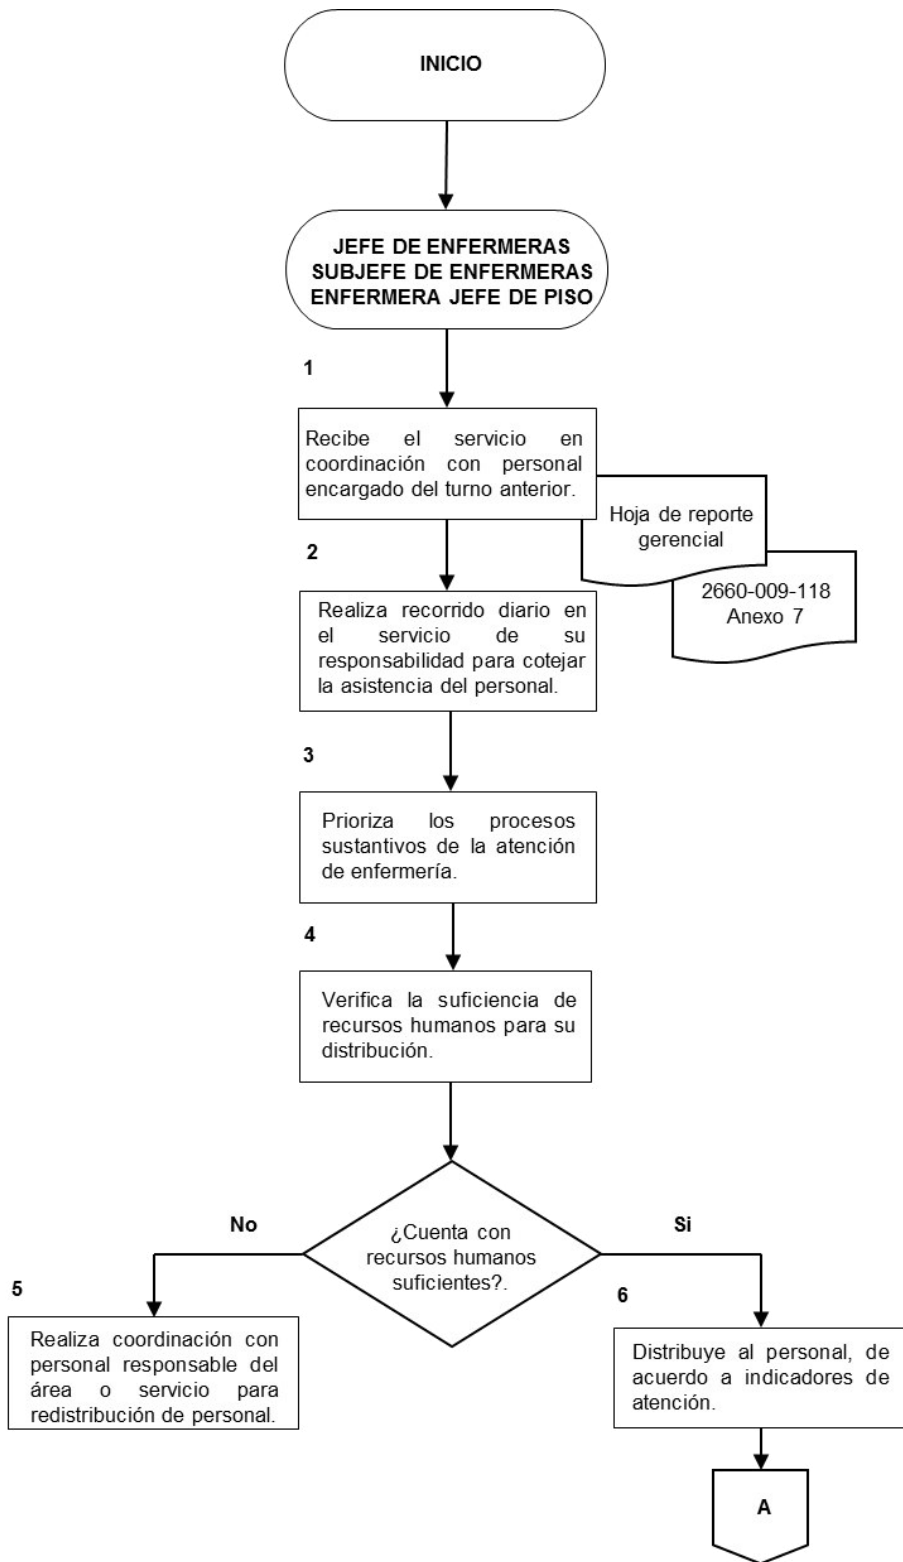 INICIO
JEFE DE ENFERMERAS
SUBJEFE DE ENFERMERAS
ENFERMERA JEFE DE PISO
1
Recibe el servicio en
coordinación con personal
encargado del turno anterior.
Hoja de reporte
gerencial
2660-009-118
Anexo 7
2
Realiza recorrido diario en
el servicio de su
responsabilidad para cotejar
la asistencia del personal.
3
Prioriza los procesos
sustantivos de la atención
de enfermería.
4
Verifica la suficiencia de
recursos humanos para su
distribución.
¿Cuenta con
recursos humanos
suficientes?.
No
Si
5
Realiza coordinación con
personal responsable del
área o servicio para
redistribución de personal.
6
Distribuye al personal, de
acuerdo a indicadores de
atención.
A